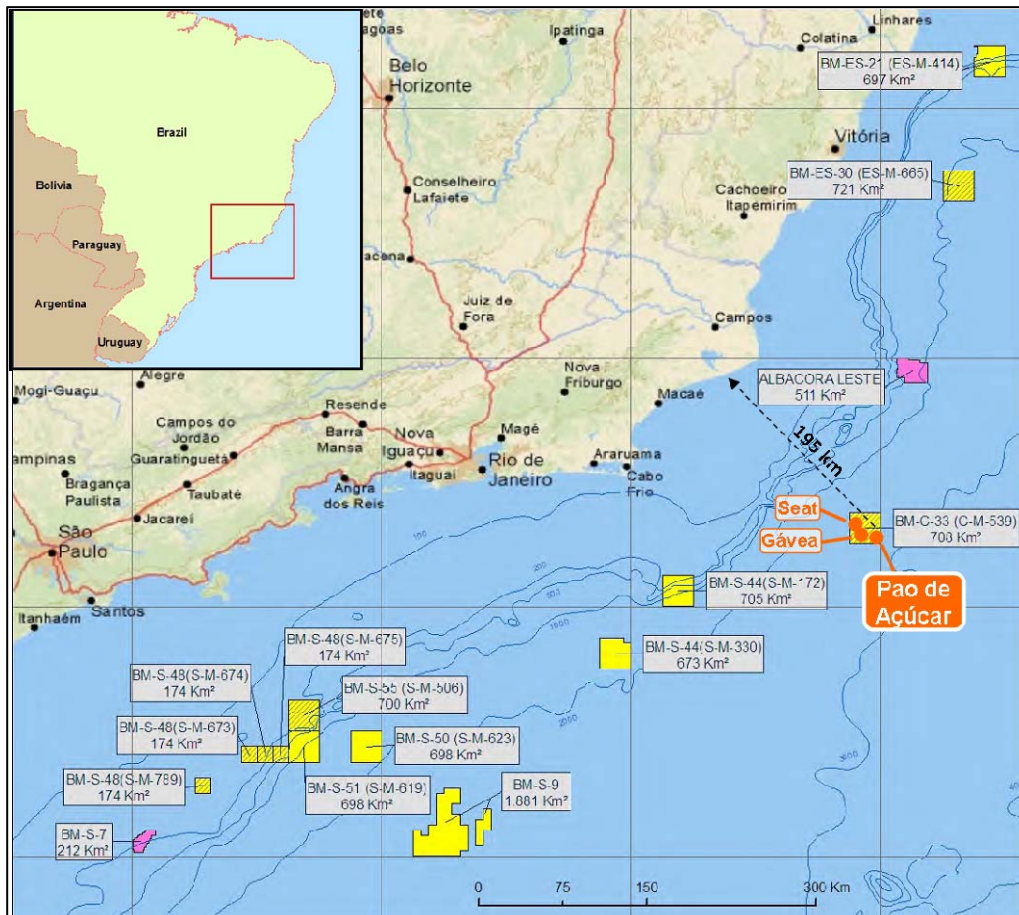 Brazil
Bolivia
Paraguay
Argentina
Uruguay
Ipatinga
Colatina
Linhares
Belo
Horizonte
BM-ES-21 (ES-M-414)
697 Km²
Vitória
BM-ES-30 (ES-M-665)
721 Km²
Conselheiro
Lafaiete
Cachoeiro
Itapemirim
Juiz de
Fora
Campos
Alegre
Mogi-Guaçu
Nova
Friburgo
Macaé
ALBACORA LESTE
511 Km²
195 km
Resende
Campos do
Jordão
Barra
Mansa
Nova
Iguaçu
Magé
Guaratinguetá
Itaguaí
Rio de
Janeiro
Araruama
Cabo
Frio
Bragança
Paulista
Taubaté
Angra
dos Reis
Jacareí
São
Paulo
Seat
Gávea
BM-C-33 (C-M-539)
708 Km²
Pao de
Açúcar
100
200
Itanhaém
Santos
BM-S-44(S-M-172)
705 Km²
BM-S-48(S-M-675)
174 Km²
BM-S-44(S-M-330)
673 Km²
BM-S-48(S-M-674)
174 Km²
BM-S-55 (S-M-506)
700 Km²
BM-S-48(S-M-673)
174 Km²
BM-S-50 (S-M-623)
698 Km²
BM-S-48(S-M-789)
174 Km²
BM-S-51 (S-M-619)
698 Km²
BM-S-9
1.881 Km²
BM-S-7
212 Km²
0 75 150 300 Km